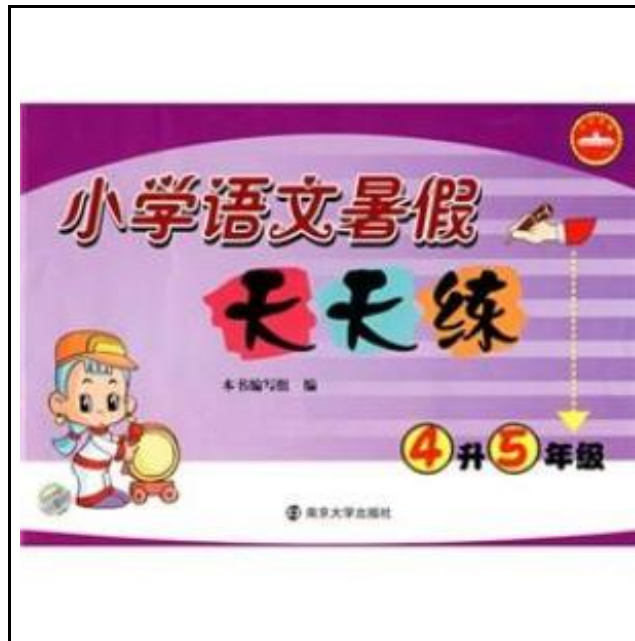 小学语文暑假
天天练
本书编写组 编
4升5年级
南京大学出版社